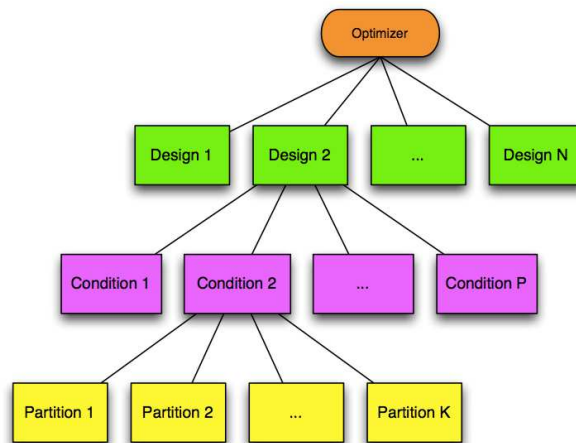 Optimizer
Design 1
Design 2
...
Design N
Condition 1
Condition 2
...
Condition P
Partition 1
Partition 2
...
Partition K